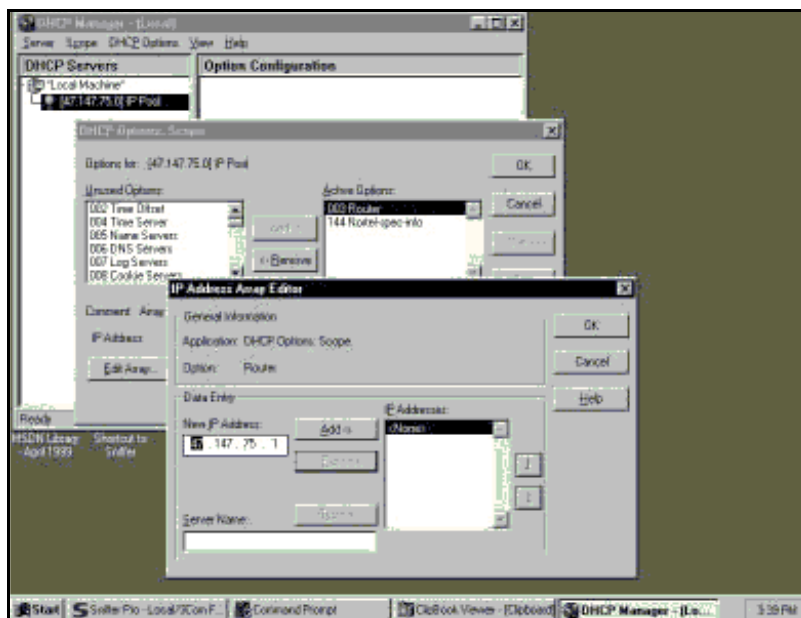 DHCP Manager - (Local)
Server Scope DHCP Options View Help
DHCP Servers
Option Configuration
"Local Machine"
[47.147.75.0] IP Pool
DHCP Options: Scope
Options for: [47.147.75.0] IP Pool
OK
Unused Options:
Active Options:
002 Time Offset
004 Time Server
005 Name Servers
006 DNS Servers
007 Log Servers
008 Cookie Servers
<- Remove
003 Router
144 Nortel-spec-info
Cancel
Comment: Array
IP Address
Edit Array...
IP Address Array Editor
General Information
Application: DHCP Options: Scope.
Option: Router
OK
Cancel
Help
Data Entry
New IP Address:
47 . 147 . 75 . 1
Add ->
IP Addresses:
<None>
Server Name:
Ready
MSDN Library - April 1999
Shortcut to Sniffer
Start
Sniffer Pro - Local/3Com F...
Command Prompt
ClipBook Viewer - [Clipboard]
DHCP Manager - (Lo...
5:39 PM